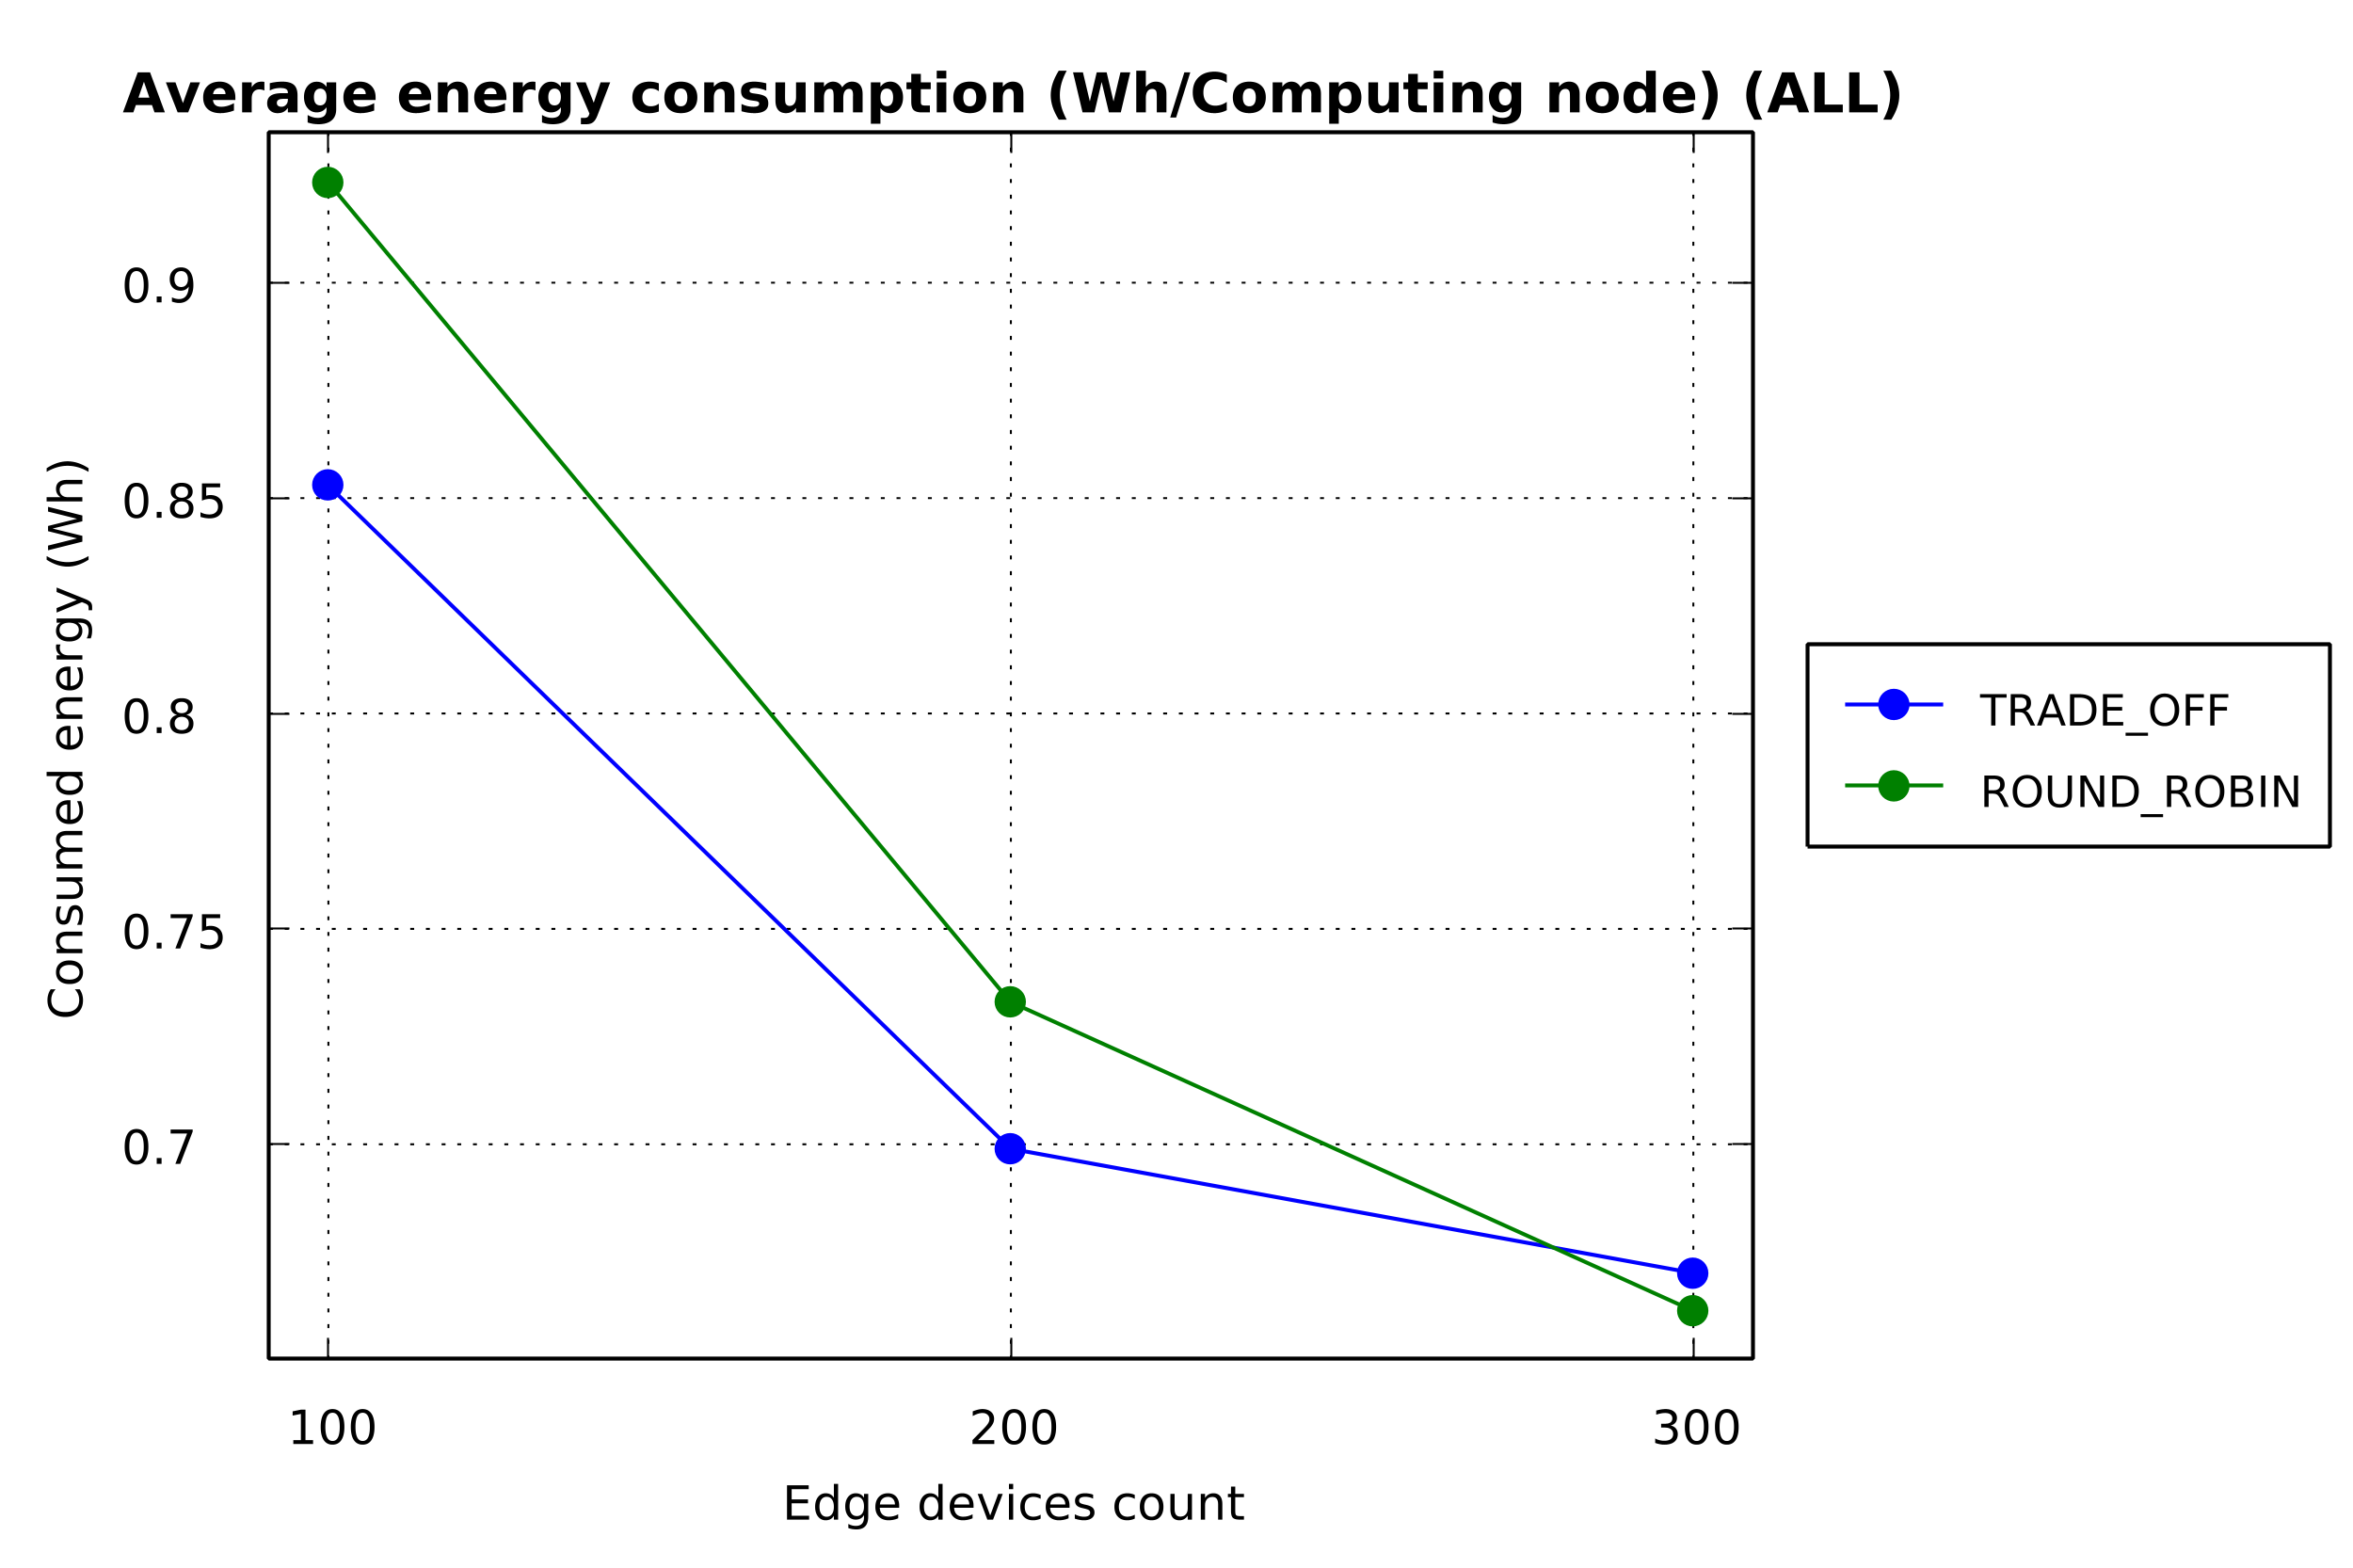 Average energy consumption (Wh/Computing node) (ALL)
Consumed energy (Wh)
0.9
0.85
0.8
0.75
0.7
100 200 300
Edge devices count
TRADE_OFF
ROUND_ROBIN